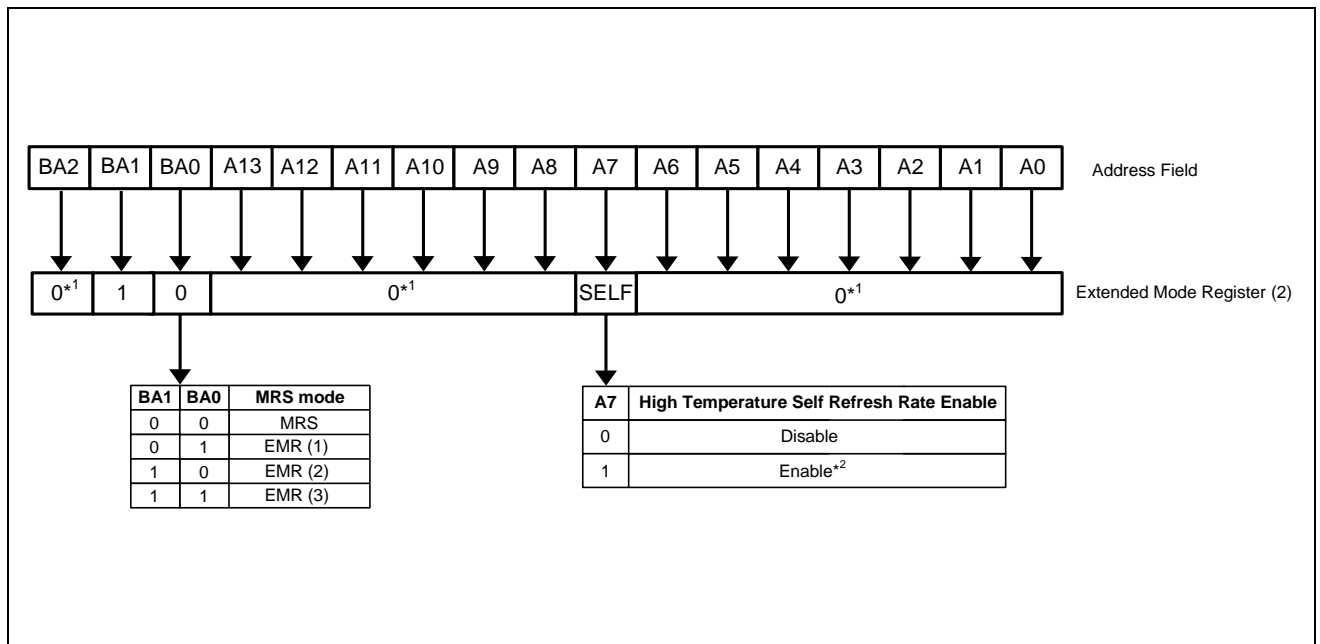 BA2 BA1 BA0 A13 A12 A11 A10 A9 A8 A7 A6 A5 A4 A3 A2 A1 A0 Address Field
0*1 1 0 0*1 SELF 0*1 Extended Mode Register (2)
BA1 BA0 MRS mode
0 0 MRS
0 1 EMR (1)
1 0 EMR (2)
1 1 EMR (3)
A7 High Temperature Self Refresh Rate Enable
0 Disable
1 Enable*2